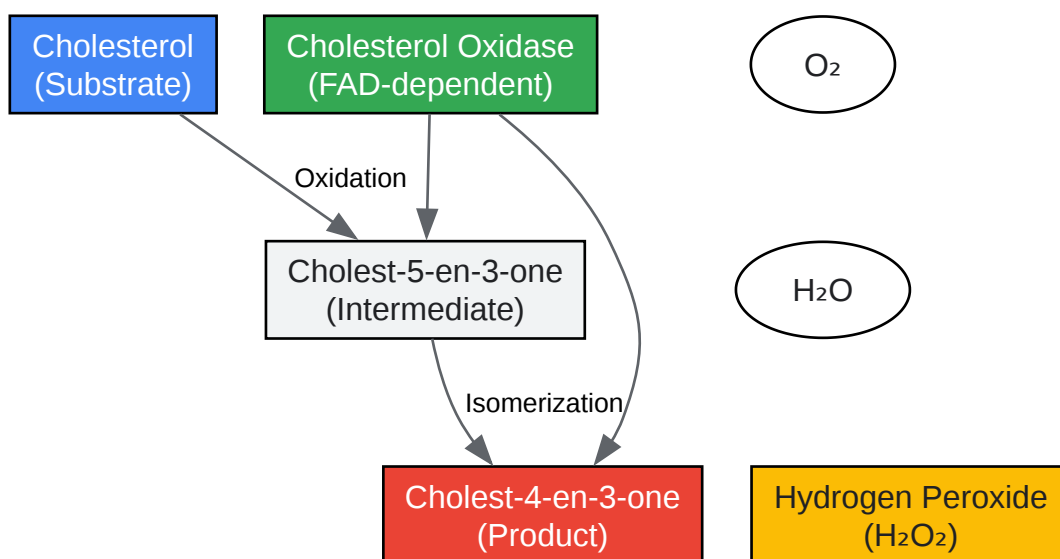 Cholesterol
(Substrate)
Cholesterol Oxidase
(FAD-dependent)
O₂
Oxidation
Cholest-5-en-3-one
(Intermediate)
H₂O
Isomerization
Cholest-4-en-3-one
(Product)
Hydrogen Peroxide
(H₂O₂)